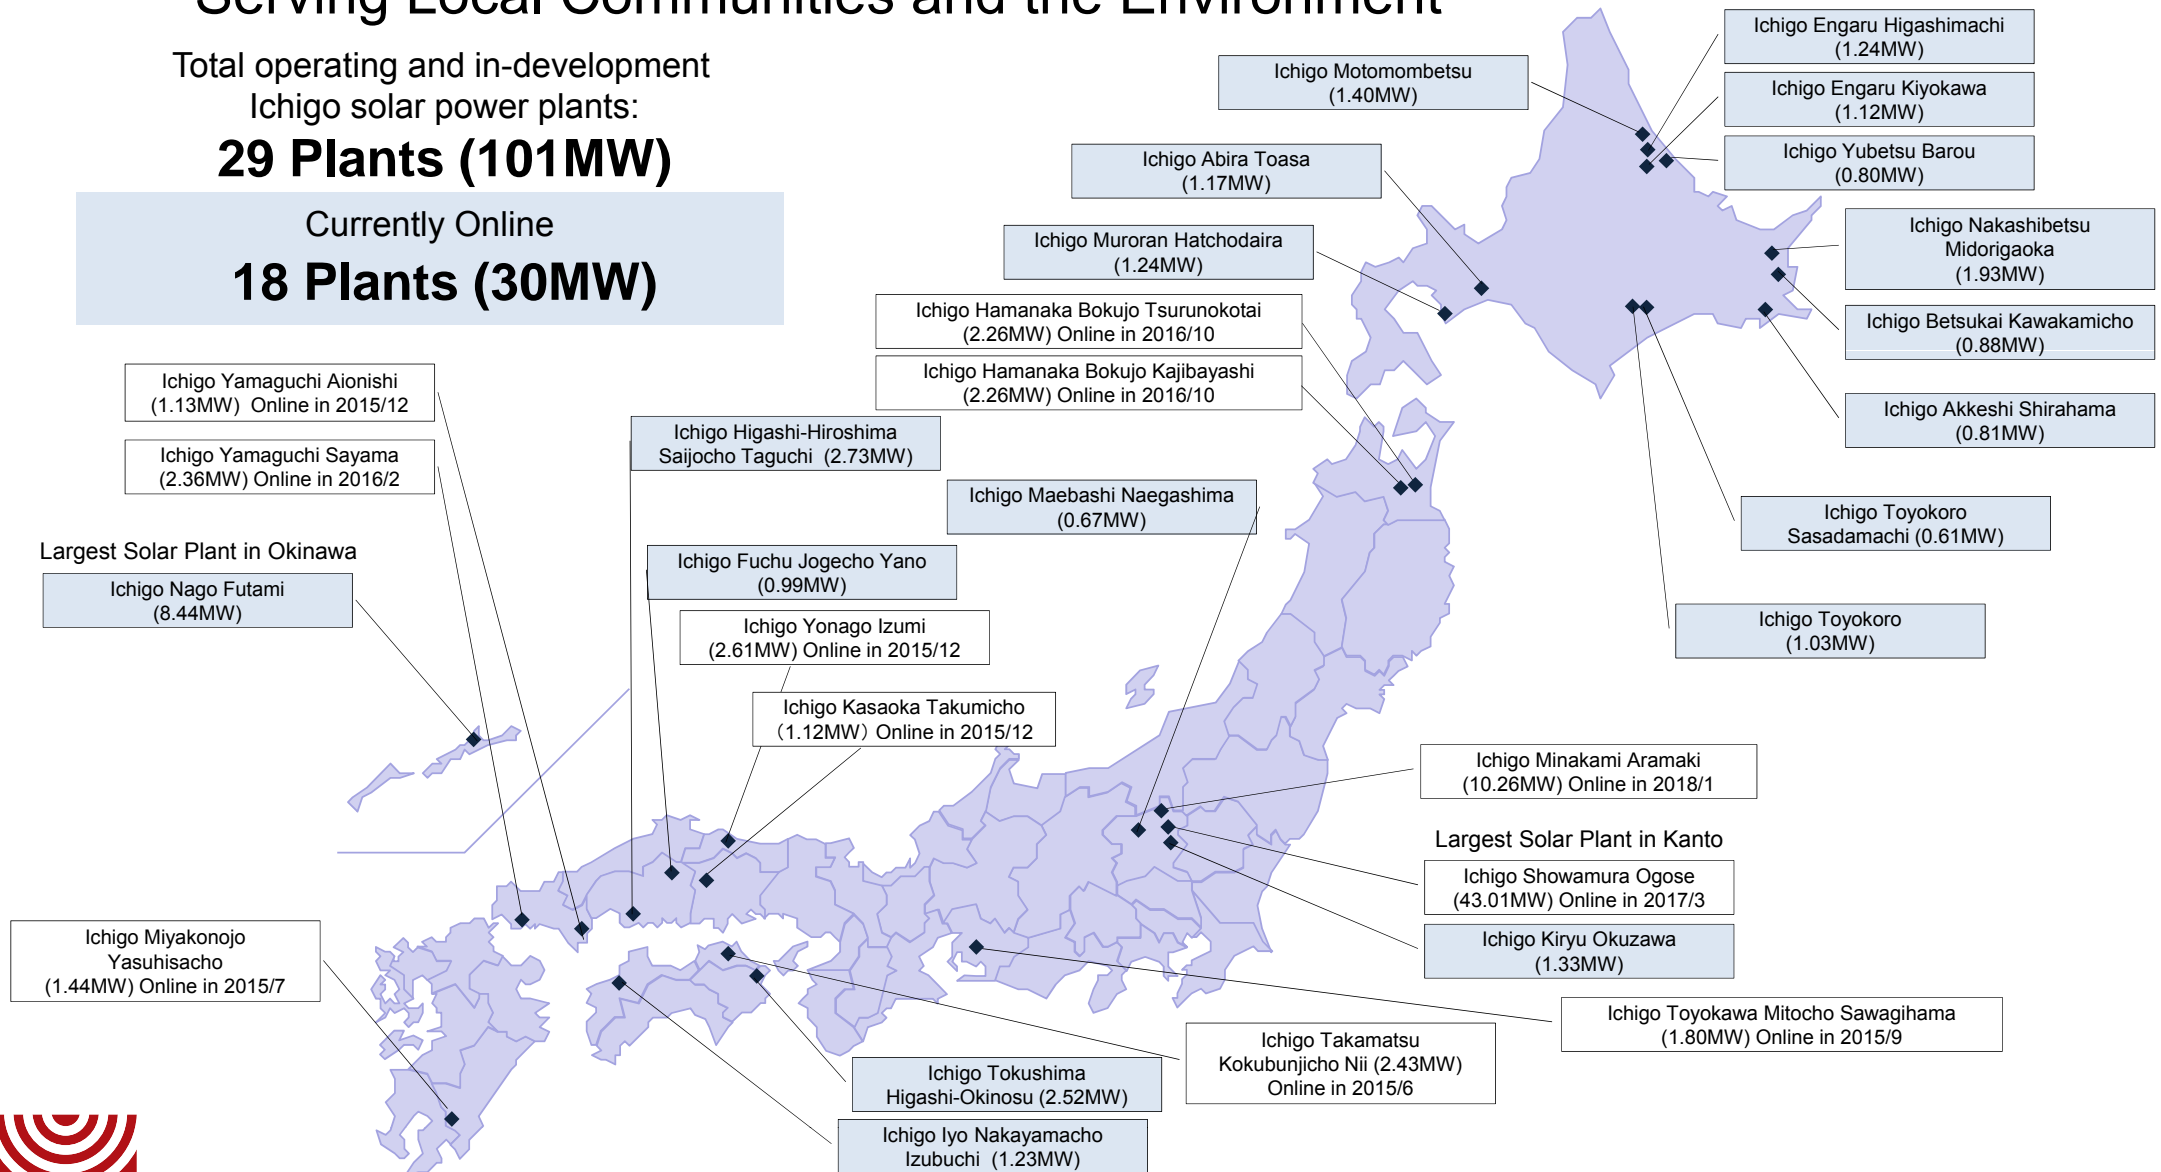 Serving Local Communities and the Environment
Total operating and in-development
Ichigo solar power plants:
29 Plants (101MW)
Currently Online
18 Plants (30MW)
Ichigo Engaru Higashimachi
(1.24MW)
Ichigo Motomombetsu
(1.40MW)
Ichigo Engaru Kiyokawa
(1.12MW)
Ichigo Abira Toasa
(1.17MW)
Ichigo Yubetsu Barou
(0.80MW)
Ichigo Muroran Hatchodaira
(1.24MW)
Ichigo Nakashibetsu
Midorigaoka
(1.93MW)
Ichigo Hamanaka Bokujo Tsurunokotai
(2.26MW) Online in 2016/10
Ichigo Betsukai Kawakamicho
(0.88MW)
Ichigo Hamanaka Bokujo Kajibayashi
(2.26MW) Online in 2016/10
Ichigo Yamaguchi Aionishi
(1.13MW)  Online in 2015/12
Ichigo Akkeshi Shirahama
(0.81MW)
Ichigo Higashi-Hiroshima
Saijocho Taguchi  (2.73MW)
Ichigo Yamaguchi Sayama
(2.36MW) Online in 2016/2
Ichigo Maebashi Naegashima
(0.67MW)
Ichigo Toyokoro
Sasadamachi (0.61MW)
Largest Solar Plant in Okinawa
Ichigo Nago Futami
(8.44MW)
Ichigo Fuchu Jogecho Yano
(0.99MW)
Ichigo Yonago Izumi
(2.61MW) Online in 2015/12
Ichigo Toyokoro
(1.03MW)
Ichigo Kasaoka Takumicho
（1.12MW）Online in 2015/12
Ichigo Minakami Aramaki
(10.26MW) Online in 2018/1
Largest Solar Plant in Kanto
Ichigo Showamura Ogose
(43.01MW) Online in 2017/3
Ichigo Kiryu Okuzawa
(1.33MW)
Ichigo Miyakonojo
Yasuhisacho
(1.44MW) Online in 2015/7
Ichigo Toyokawa Mitocho Sawagihama
(1.80MW) Online in 2015/9
Ichigo Takamatsu
Kokubunjicho Nii (2.43MW)
Online in 2015/6
Ichigo Tokushima
Higashi-Okinosu (2.52MW)
Ichigo Iyo Nakayamacho
Izubuchi  (1.23MW)